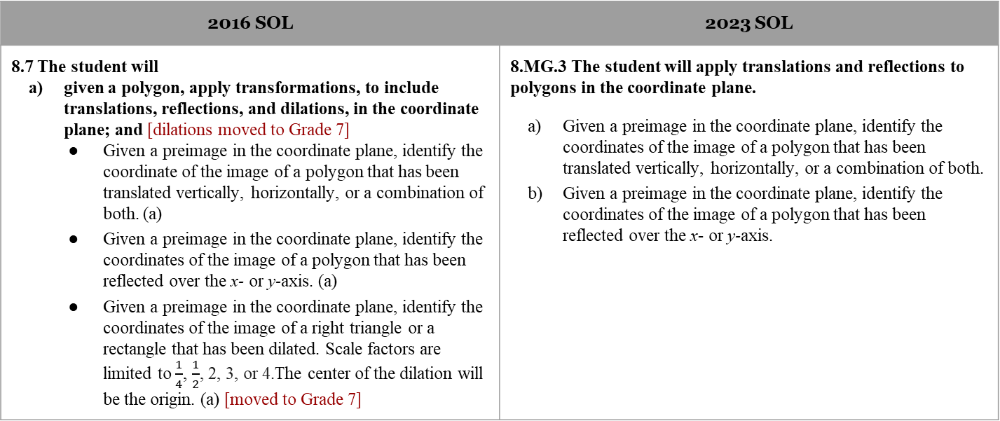 2016 SOL
2023 SOL
8.7 The student will
a) given a polygon, apply transformations, to include
translations, reflections, and dilations, in the coordinate
plane; and [dilations moved to Grade 7]
● Given a preimage in the coordinate plane, identify the
coordinate of the image of a polygon that has been
translated vertically, horizontally, or a combination of
both. (a)
● Given a preimage in the coordinate plane, identify the
coordinates of the image of a polygon that has been
reflected over the x- or y-axis. (a)
● Given a preimage in the coordinate plane, identify the
coordinates of the image of a right triangle or a
rectangle that has been dilated. Scale factors are
limited to 1/4, 1/2, 2, 3, or 4.The center of the dilation will
be the origin. (a) [moved to Grade 7]
8.MG.3 The student will apply translations and reflections to
polygons in the coordinate plane.
a) Given a preimage in the coordinate plane, identify the
coordinates of the image of a polygon that has been
translated vertically, horizontally, or a combination of both.
b) Given a preimage in the coordinate plane, identify the
coordinates of the image of a polygon that has been
reflected over the x- or y-axis.